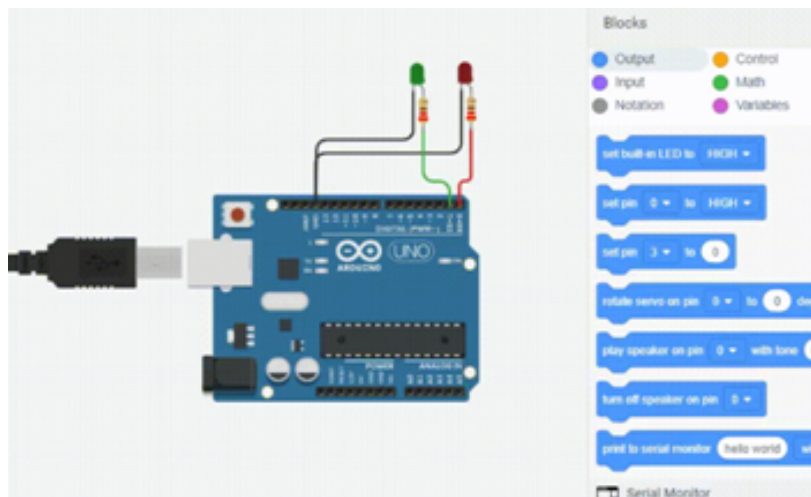 Blocks
Output Control
Input Math
Notation Variables
set built-in LED to HIGH
set pin 0 to HIGH
set pin 3 to 0
rotate servo on pin 0 to 0
play speaker on pin 0 with tone
turn off speaker on pin 0
print to serial monitor hello world
Serial Monitor
DIGITAL (PWM~)
UNO
ARDUINO
POWER
ANALOG IN